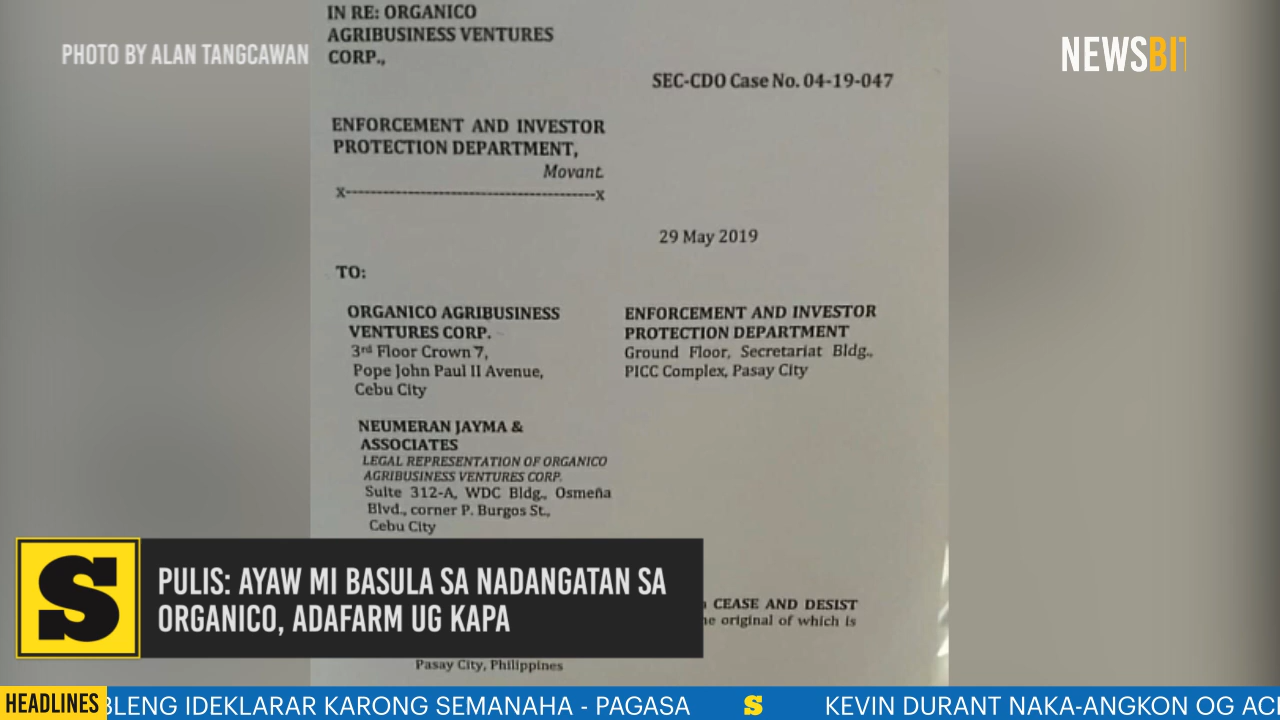 IN RE: ORGANICO
AGRIBUSINESS VENTURES
CORP.,
PHOTO BY ALAN TANGCAWAN
NEWSBIT
SEC-CDO Case No. 04-19-047
ENFORCEMENT AND INVESTOR
PROTECTION DEPARTMENT,
Movant.
x-----------------------------------------x
29 May 2019
TO:
ORGANICO AGRIBUSINESS
VENTURES CORP.
3rd Floor Crown 7,
Pope John Paul II Avenue,
Cebu City
ENFORCEMENT AND INVESTOR
PROTECTION DEPARTMENT
Ground Floor, Secretariat Bldg.,
PICC Complex, Pasay City
NEUMERAN JAYMA &
ASSOCIATES
LEGAL REPRESENTATION OF ORGANICO
AGRIBUSINESS VENTURES CORP.
Suite 312-A, WDC Bldg., Osmeña
Blvd., corner P. Burgos St.,
Cebu City
CEASE AND DESIST
original of which is
S
PULIS: AYAW MI BASULA SA NADANGATAN SA
ORGANICO, ADAFARM UG KAPA
Pasay City, Philippines
HEADLINES
BLENG IDEKLARAR KARONG SEMANAHA - PAGASA S KEVIN DURANT NAKA-ANGKON OG